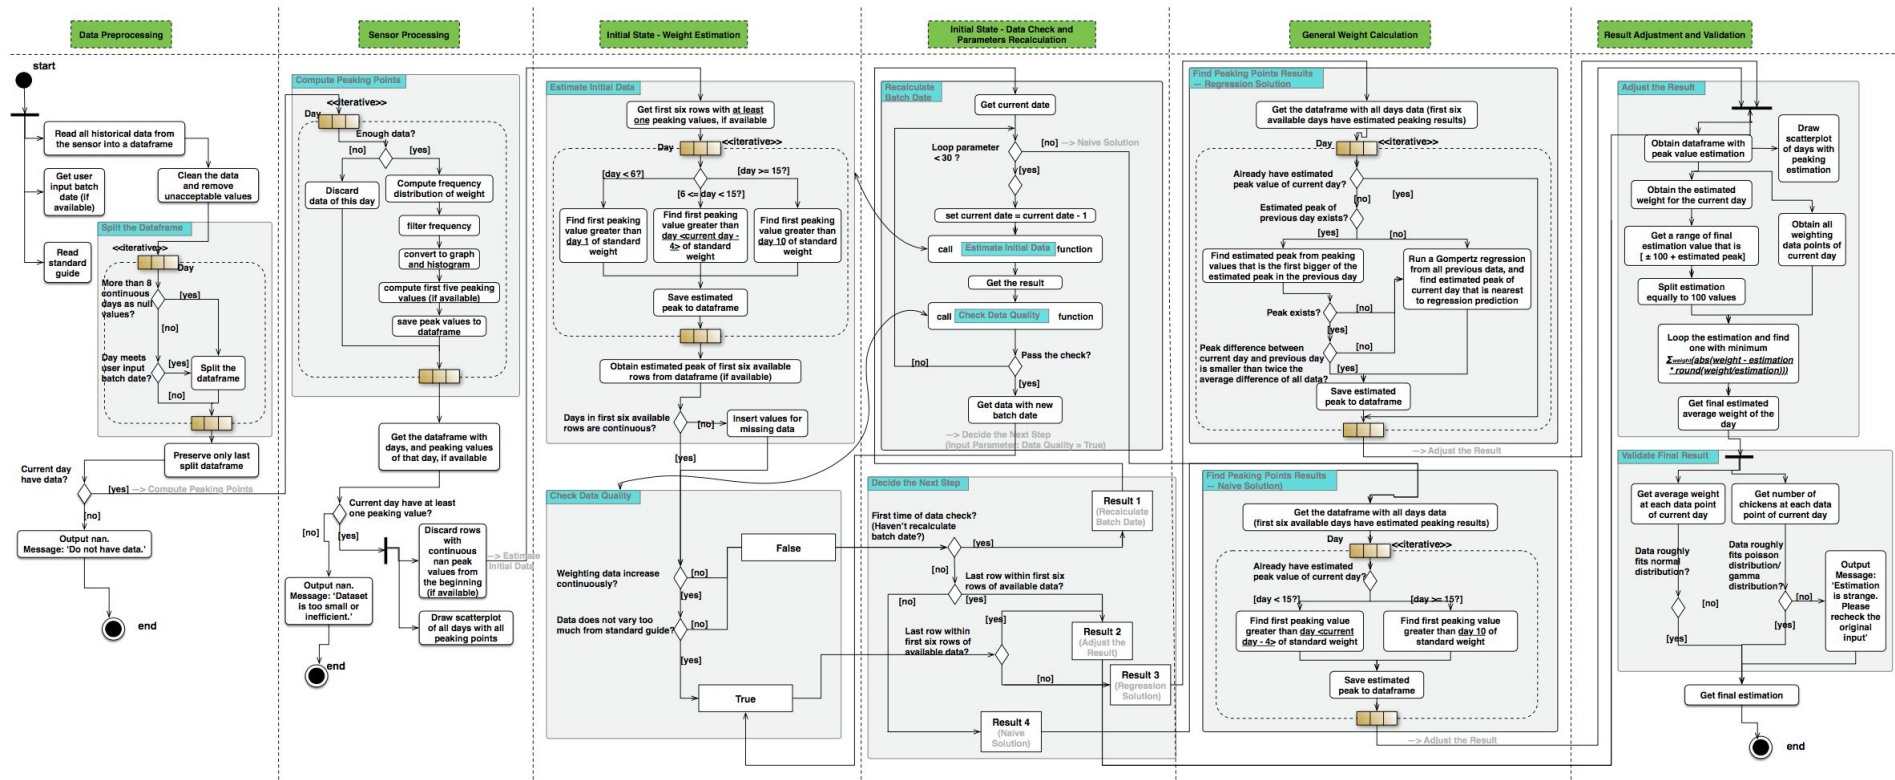 Data Preprocessing
Sensor Processing
Initial State - Weight Estimation
Initial State - Data Check and
Parameters Recalculation
General Weight Calculation
Result Adjustment and Validation
start
Read all historical data from
the sensor into a dataframe
Get user
input batch
date (if
available)
Clean the data
and remove
unacceptable values
Read
standard
guide
Split the Dataframe
<<iterative>>
Day
More than 8
continuous
days as null
values?
[yes]
[no]
Day meets
user input
batch date?
[yes]
Split the
dataframe
[no]
Preserve only last
split dataframe
Current day
have data?
[yes]
—> Compute Peaking Points
[no]
Output nan.
Message: 'Do not have data.'
end
Compute Peaking Points
<<iterative>>
Day
Enough data?
[no]
[yes]
Discard
data of this day
Compute frequency
distribution of weight
filter frequency
convert to graph
and histogram
compute first five peaking
values (if available)
save peak values to
dataframe
Get the dataframe with
days, and peaking values
of that day, if available
Current day have at least
one peaking value?
[no]
[yes]
Discard rows
with
continuous
nan peak
values from
the beginning
(if available)
—> Estimate
Initial Data
Output nan.
Message: 'Dataset
is too small or
inefficient.'
Draw scatterplot
of all days with all
peaking points
end
Estimate Initial Data
Get first six rows with at least
one peaking values, if available
Day
<<iterative>>
[day < 6?]
[day >= 15?]
[6 <= day < 15?]
Find first peaking
value greater than
day 1 of standard
weight
Find first peaking
value greater than
day <current day -
4> of standard
weight
Find first peaking
value greater than
day 10 of standard
weight
Save estimated
peak to dataframe
Obtain estimated peak of first six available
rows from dataframe (if available)
Days in first six available
rows are continuous?
[no]
Insert values for
missing data
[yes]
Check Data Quality
False
Weighting data increase
continuously?
[no]
[yes]
Data does not vary too
much from standard guide?
[no]
[yes]
True
Recalculate
Batch Date
Get current date
Loop parameter
< 30 ?
[no]
—> Naive Solution
[yes]
set current date = current date - 1
call
Estimate Initial Data
function
Get the result
call
Check Data Quality
function
Pass the check?
[no]
[yes]
Get data with new
batch date
—> Decide the Next Step
(Input Parameter: Data Quality = True)
Decide the Next Step
First time of data check?
(Haven't recalculate
batch date?)
[yes]
Result 1
(Recalculate
Batch Date)
[no]
Last row within first six
rows of available data?
[no]
[yes]
Last row within
first six rows of
available data?
[yes]
Result 2
(Adjust the
Result)
[no]
Result 3
(Regression
Solution)
Result 4
(Naive
Solution)
Find Peaking Points Results
— Regression Solution
Get the dataframe with all days data (first six
available days have estimated peaking results)
Day
<<iterative>>
Already have estimated
peak value of current day?
[yes]
[no]
Estimated peak of
previous day exists?
[yes]
[no]
Find estimated peak from peaking
values that is the first bigger of the
estimated peak in the previous day
Run a Gompertz regression
from all previous data, and
find estimated peak of
current day that is nearest
to regression prediction
Peak exists?
[no]
[yes]
Peak difference between
current day and previous day
is smaller than twice the
average difference of all data?
[no]
[yes]
Save estimated
peak to dataframe
—> Adjust the Result
Find Peaking Points Results
— Naive Solution)
Get the dataframe with all days data
(first six available days have estimated peaking results)
Day
<<iterative>>
Already have estimated
peak value of current day?
[day < 15?]
[day >= 15?]
Find first peaking value
greater than day <current
day - 4> of standard weight
Find first peaking value
greater than day 10 of
standard weight
Save estimated
peak to dataframe
—> Adjust the Result
Adjust the Result
Obtain dataframe with
peak value estimation
Draw
scatterplot
of days with
peaking
estimation
Obtain the estimated
weight for the current day
Obtain all
weighting
data points of
current day
Get a range of final
estimation value that is
[ ± 100 + estimated peak]
Split estimation
equally to 100 values
Loop the estimation and find
one with minimum
Σweight(abs(weight - estimation
* round(weight/estimation)))
Get final estimated
average weight of the
day
Validate Final Result
Get average weight
at each data point
of current day
Get number of
chickens at each data
point of current day
Data roughly
fits normal
distribution?
[no]
[yes]
Data roughly
fits poisson
distribution/
gamma
distribution?
[no]
[yes]
Output
Message:
'Estimation
is strange.
Please
recheck the
original
input'
Get final estimation
end